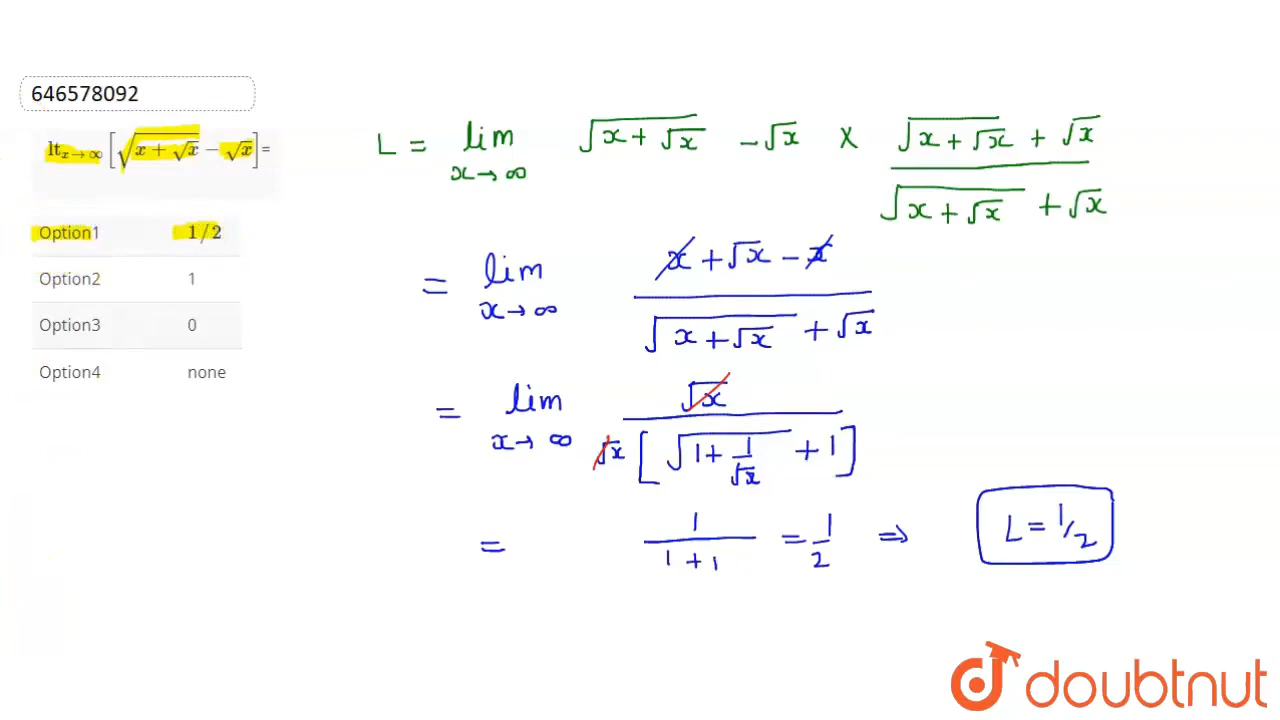 646578092
lt_{x→∞} [√(x + √x) − √x] =
Option1 1/2
Option2 1
Option3 0
Option4 none
L = lim_{x→∞} √(x + √x) − √x × (√(x + √x) + √x) / (√(x + √x) + √x)
= lim_{x→∞} (x + √x − x) / (√(x + √x) + √x)
= lim_{x→∞} √x / (√x [√(1 + 1/√x) + 1])
= 1/(1 + 1) = 1/2 ⇒ L = 1/2
doubtnut